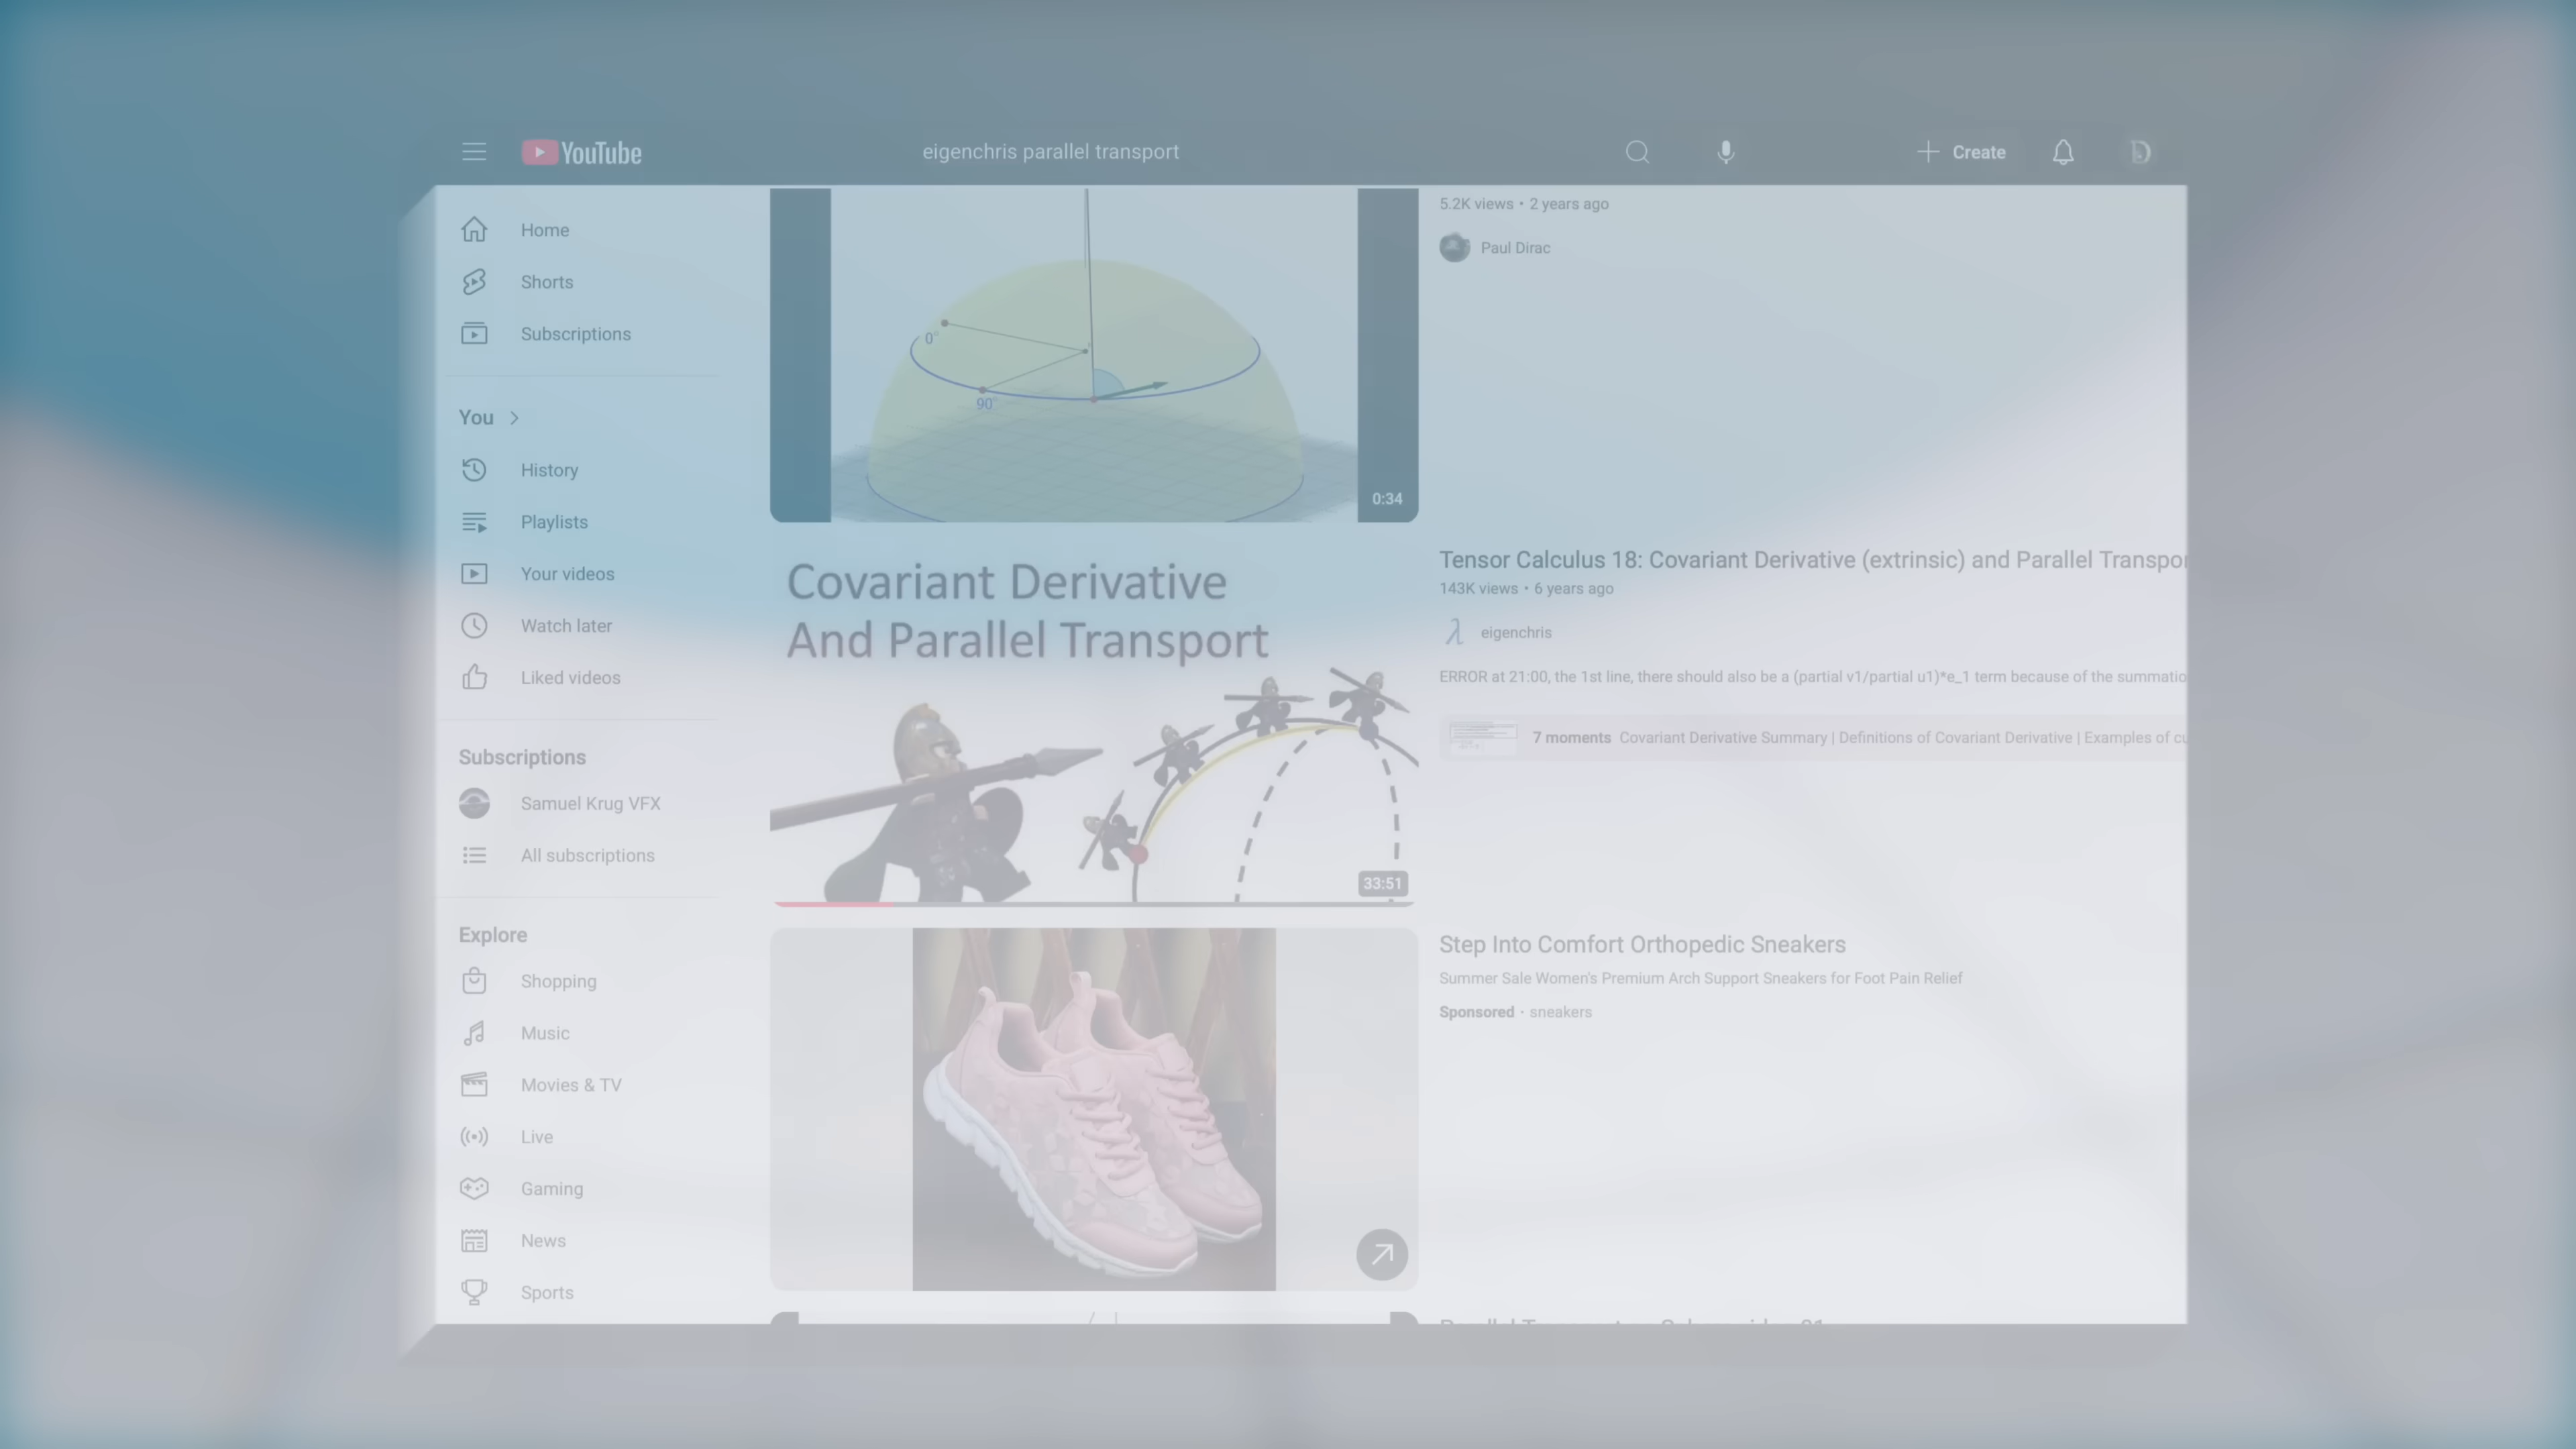 YouTube
eigenchris parallel transport
Create
Home
Shorts
Subscriptions
You
History
Playlists
Your videos
Watch later
Liked videos
Subscriptions
Samuel Krug VFX
All subscriptions
Explore
Shopping
Music
Movies & TV
Live
Gaming
News
Sports
0°
90°
0:34
5.2K views • 2 years ago
Paul Dirac
Covariant Derivative
And Parallel Transport
33:51
Tensor Calculus 18: Covariant Derivative (extrinsic) and Parallel Transpor
143K views • 6 years ago
eigenchris
ERROR at 21:00, the 1st line, there should also be a (partial v1/partial u1)*e_1 term because of the summatio
7 moments Covariant Derivative Summary | Definitions of Covariant Derivative | Examples of cu
Step Into Comfort Orthopedic Sneakers
Summer Sale Women's Premium Arch Support Sneakers for Foot Pain Relief
Sponsored · sneakers